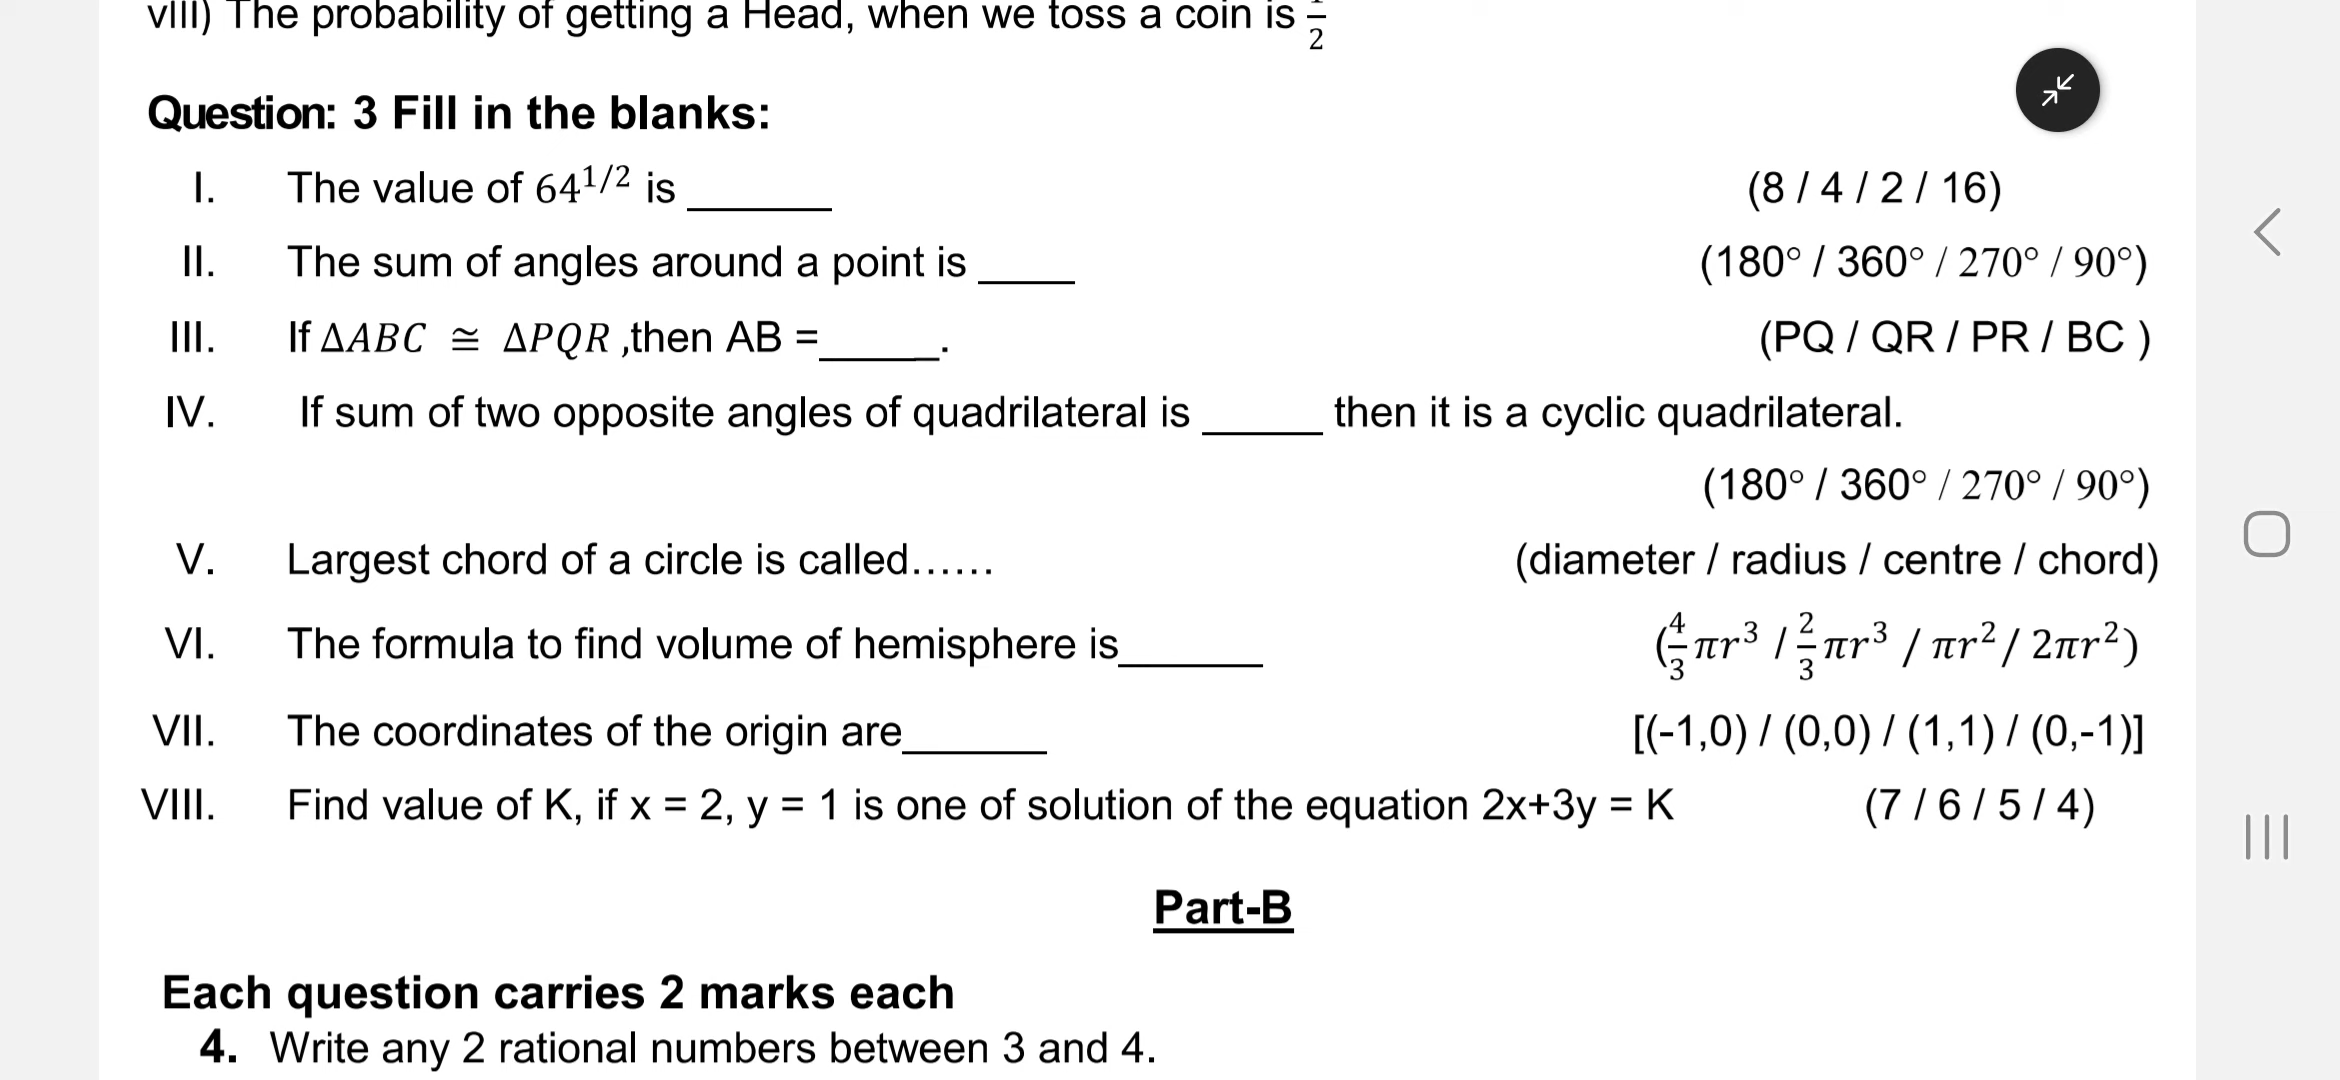 viii) The probability of getting a Head, when we toss a coin is 1/2
Question: 3 Fill in the blanks:
I. The value of 64^1/2 is ______ (8 / 4 / 2 / 16)
II. The sum of angles around a point is ____ (180° / 360° / 270° / 90°)
III. If ΔABC ≅ ΔPQR ,then AB =_____. (PQ / QR / PR / BC )
IV. If sum of two opposite angles of quadrilateral is _____ then it is a cyclic quadrilateral.
(180° / 360° / 270° / 90°)
V. Largest chord of a circle is called…… (diameter / radius / centre / chord)
VI. The formula to find volume of hemisphere is______ (4/3 πr³ / 2/3 πr³ / πr² / 2πr²)
VII. The coordinates of the origin are______ [(-1,0) / (0,0) / (1,1) / (0,-1)]
VIII. Find value of K, if x = 2, y = 1 is one of solution of the equation 2x+3y = K (7 / 6 / 5 / 4)
Part-B
Each question carries 2 marks each
4. Write any 2 rational numbers between 3 and 4.